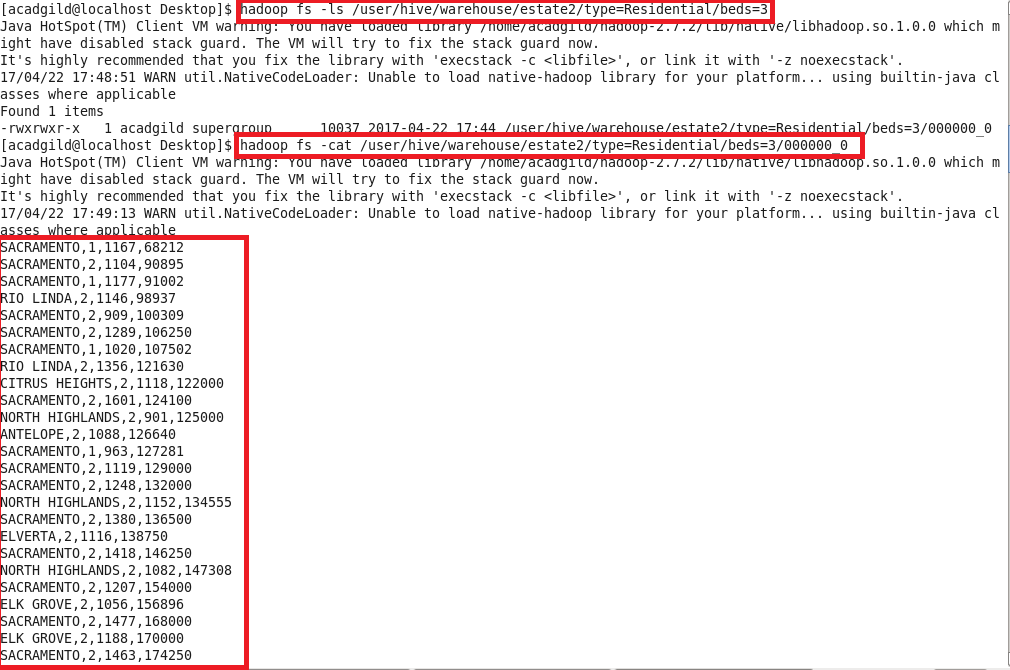 [acadgild@localhost Desktop]$ hadoop fs -ls /user/hive/warehouse/estate2/type=Residential/beds=3
Java HotSpot(TM) Client VM warning: You have loaded library /home/acadgild/hadoop-2.7.2/lib/native/libhadoop.so.1.0.0 which m
ight have disabled stack guard. The VM will try to fix the stack guard now.
It's highly recommended that you fix the library with 'execstack -c <libfile>', or link it with '-z noexecstack'.
17/04/22 17:48:51 WARN util.NativeCodeLoader: Unable to load native-hadoop library for your platform... using builtin-java cl
asses where applicable
Found 1 items
-rwxrwxr-x   1 acadgild supergroup      10037 2017-04-22 17:44 /user/hive/warehouse/estate2/type=Residential/beds=3/000000_0
[acadgild@localhost Desktop]$ hadoop fs -cat /user/hive/warehouse/estate2/type=Residential/beds=3/000000_0
Java HotSpot(TM) Client VM warning: You have loaded library /home/acadgild/hadoop-2.7.2/lib/native/libhadoop.so.1.0.0 which m
ight have disabled stack guard. The VM will try to fix the stack guard now.
It's highly recommended that you fix the library with 'execstack -c <libfile>', or link it with '-z noexecstack'.
17/04/22 17:49:13 WARN util.NativeCodeLoader: Unable to load native-hadoop library for your platform... using builtin-java cl
asses where applicable
SACRAMENTO,1,1167,68212
SACRAMENTO,2,1104,90895
SACRAMENTO,1,1177,91002
RIO LINDA,2,1146,98937
SACRAMENTO,2,909,100309
SACRAMENTO,2,1289,106250
SACRAMENTO,1,1020,107502
RIO LINDA,2,1356,121630
CITRUS HEIGHTS,2,1118,122000
SACRAMENTO,2,1601,124100
NORTH HIGHLANDS,2,901,125000
ANTELOPE,2,1088,126640
SACRAMENTO,1,963,127281
SACRAMENTO,2,1119,129000
SACRAMENTO,2,1248,132000
NORTH HIGHLANDS,2,1152,134555
SACRAMENTO,2,1380,136500
ELVERTA,2,1116,138750
SACRAMENTO,2,1418,146250
NORTH HIGHLANDS,2,1082,147308
SACRAMENTO,2,1207,154000
ELK GROVE,2,1056,156896
SACRAMENTO,2,1477,168000
ELK GROVE,2,1188,170000
SACRAMENTO,2,1463,174250